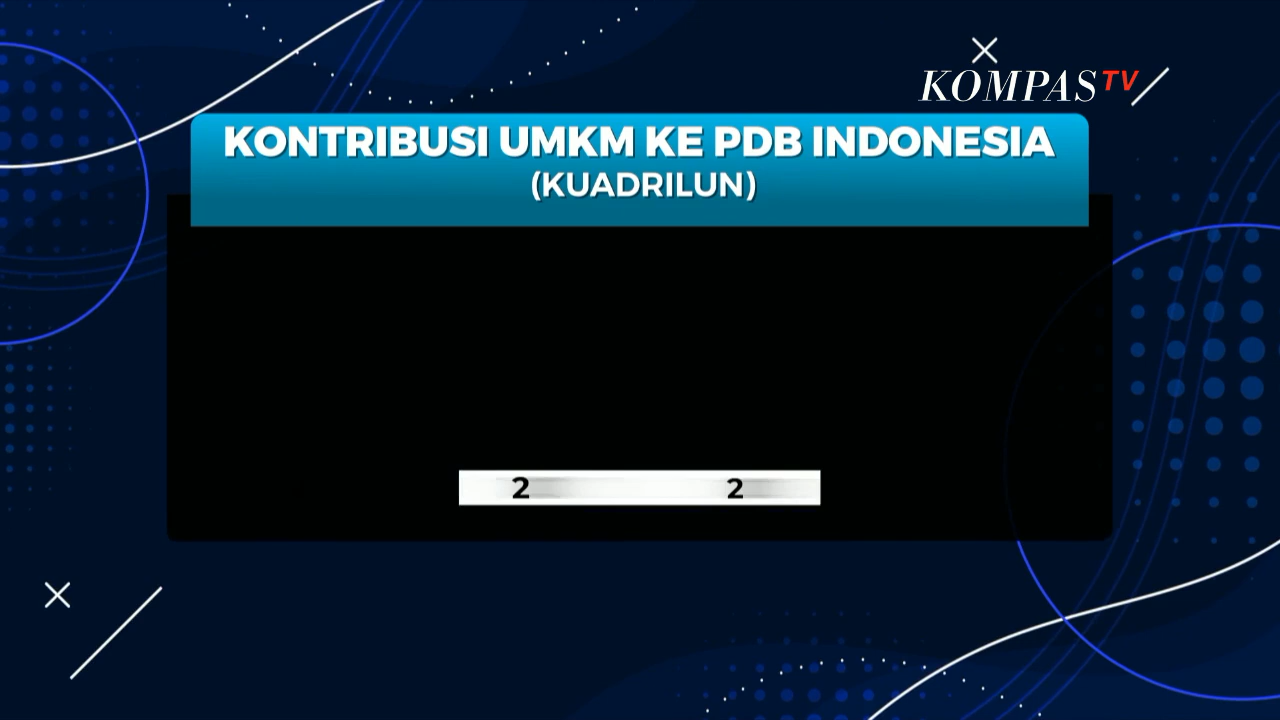 KOMPASTV
KONTRIBUSI UMKM KE PDB INDONESIA
(KUADRILUN)
2 2